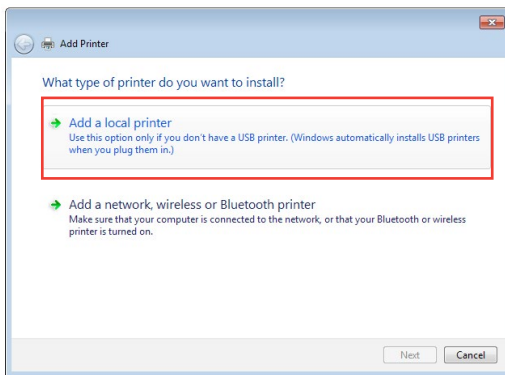 Add Printer
What type of printer do you want to install?
Add a local printer
Use this option only if you don't have a USB printer. (Windows automatically installs USB printers
when you plug them in.)
Add a network, wireless or Bluetooth printer
Make sure that your computer is connected to the network, or that your Bluetooth or wireless
printer is turned on.
Next Cancel